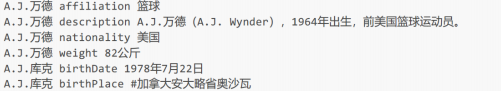 A.J.万德 affiliation 篮球
A.J.万德 description A.J.万德（A.J. Wynder），1964年出生，前美国篮球运动员。
A.J.万德 nationality 美国
A.J.万德 weight 82公斤
A.J.库克 birthDate 1978年7月22日
A.J.库克 birthPlace #加拿大安大略省奥沙瓦